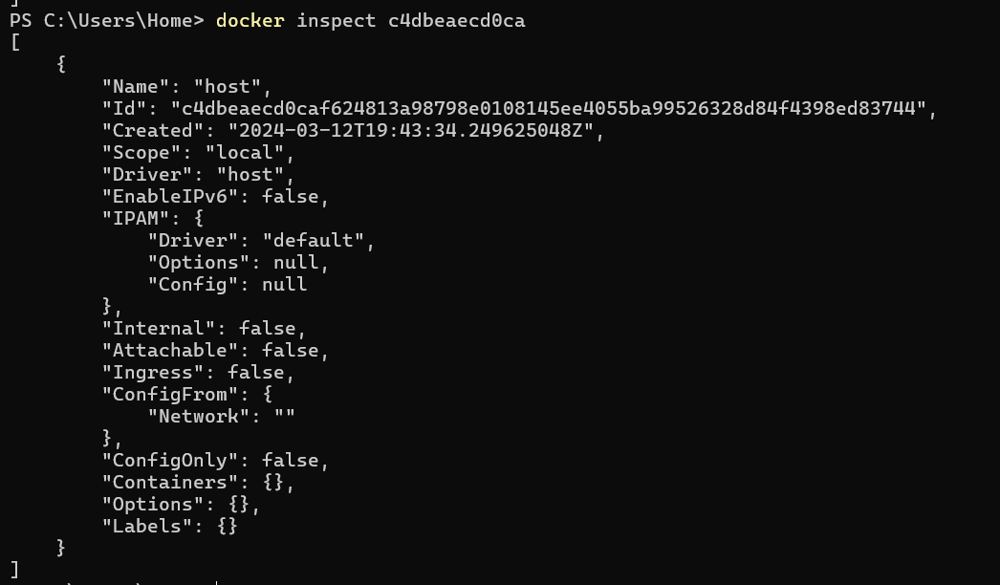 ]
PS C:\Users\Home> docker inspect c4dbeaecd0ca
[
    {
        "Name": "host",
        "Id": "c4dbeaecd0caf624813a98798e0108145ee4055ba99526328d84f4398ed83744",
        "Created": "2024-03-12T19:43:34.249625048Z",
        "Scope": "local",
        "Driver": "host",
        "EnableIPv6": false,
        "IPAM": {
            "Driver": "default",
            "Options": null,
            "Config": null
        },
        "Internal": false,
        "Attachable": false,
        "Ingress": false,
        "ConfigFrom": {
            "Network": ""
        },
        "ConfigOnly": false,
        "Containers": {},
        "Options": {},
        "Labels": {}
    }
]